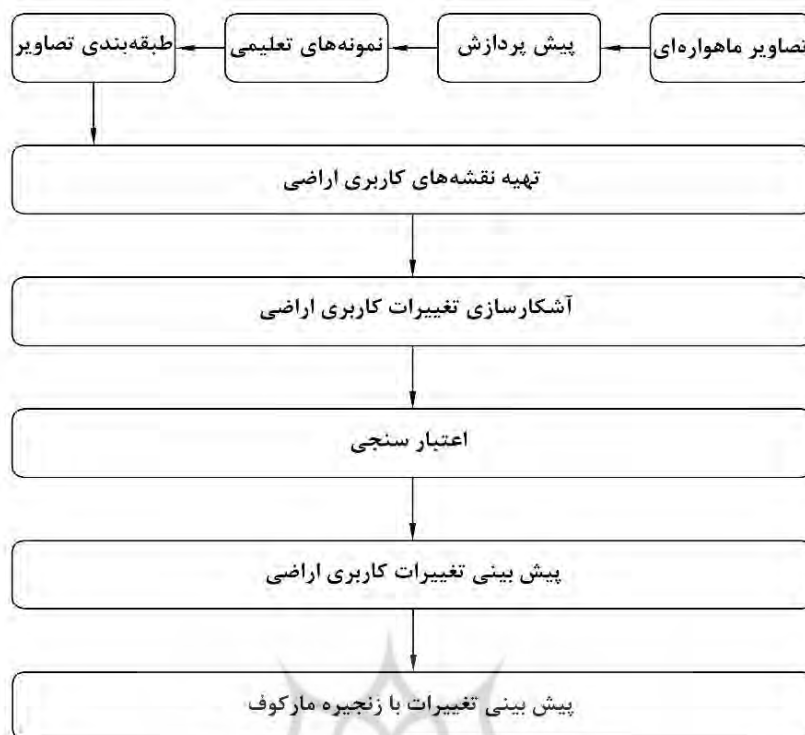 تصاویر ماهواره‌ای
پیش پردازش
نمونه‌های تعلیمی
طبقه‌بندی تصاویر
تهیه نقشه‌های کاربری اراضی
آشکارسازی تغییرات کاربری اراضی
اعتبار سنجی
پیش بینی تغییرات کاربری اراضی
پیش بینی تغییرات با زنجیره مارکوف